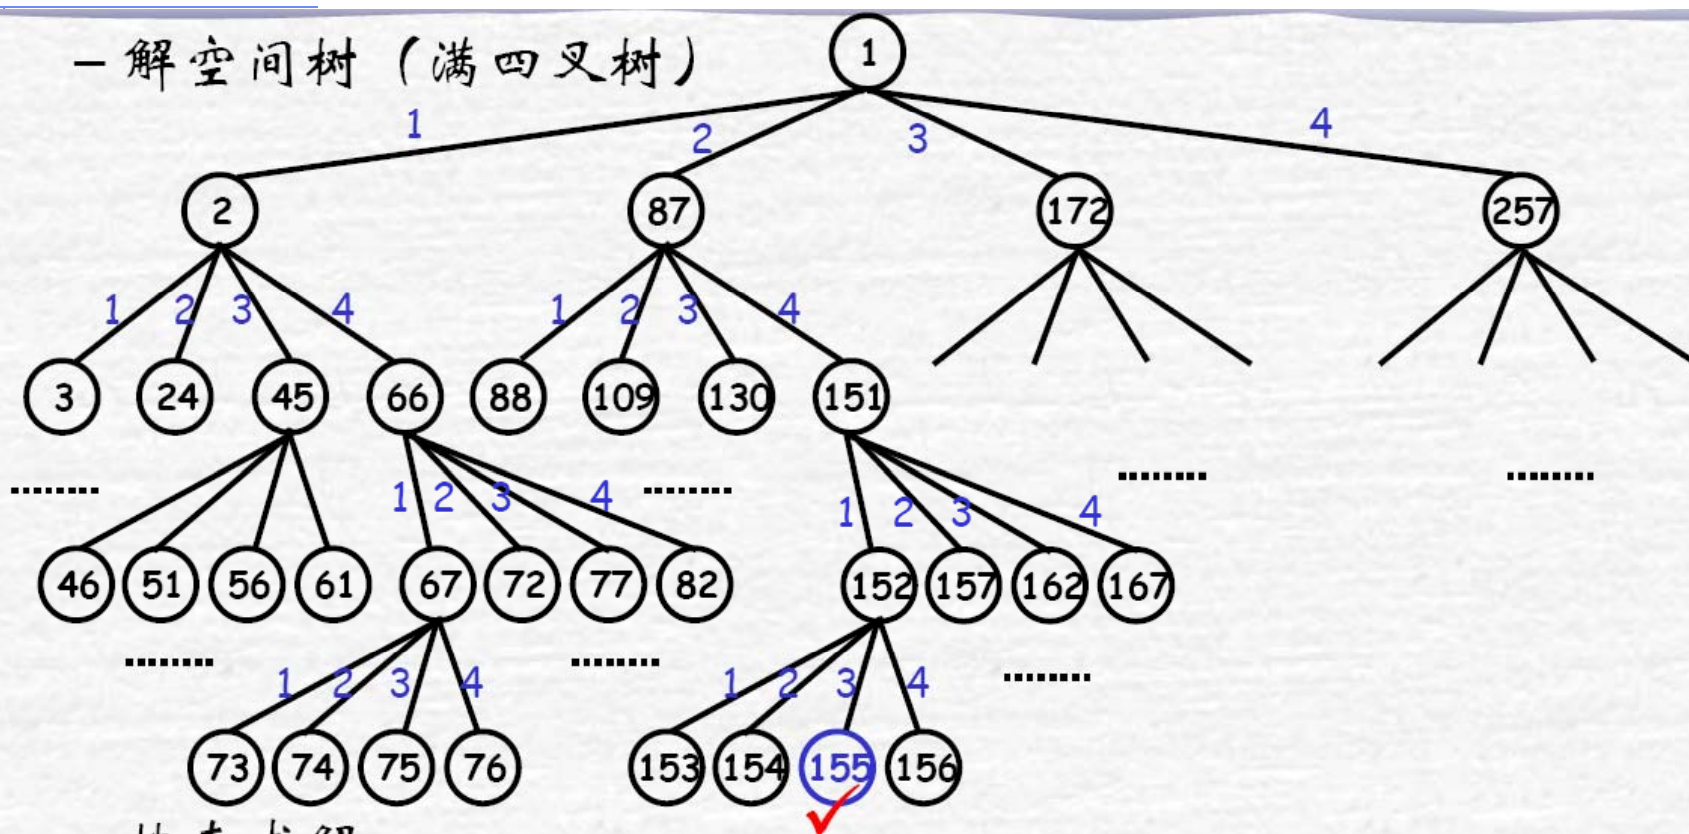 - 解空间树(满四叉树)
1
1 2 3 4
2 87 172 257
1 2 3 4 1 2 3 4
3 24 45 66 88 109 130 151
........ 1 2 3 4 ........ 1 2 3 4 ........ ........
46 51 56 61 67 72 77 82 152 157 162 167
........ 1 2 3 4 ........ 1 2 3 4 ........
73 74 75 76 153 154 155 156